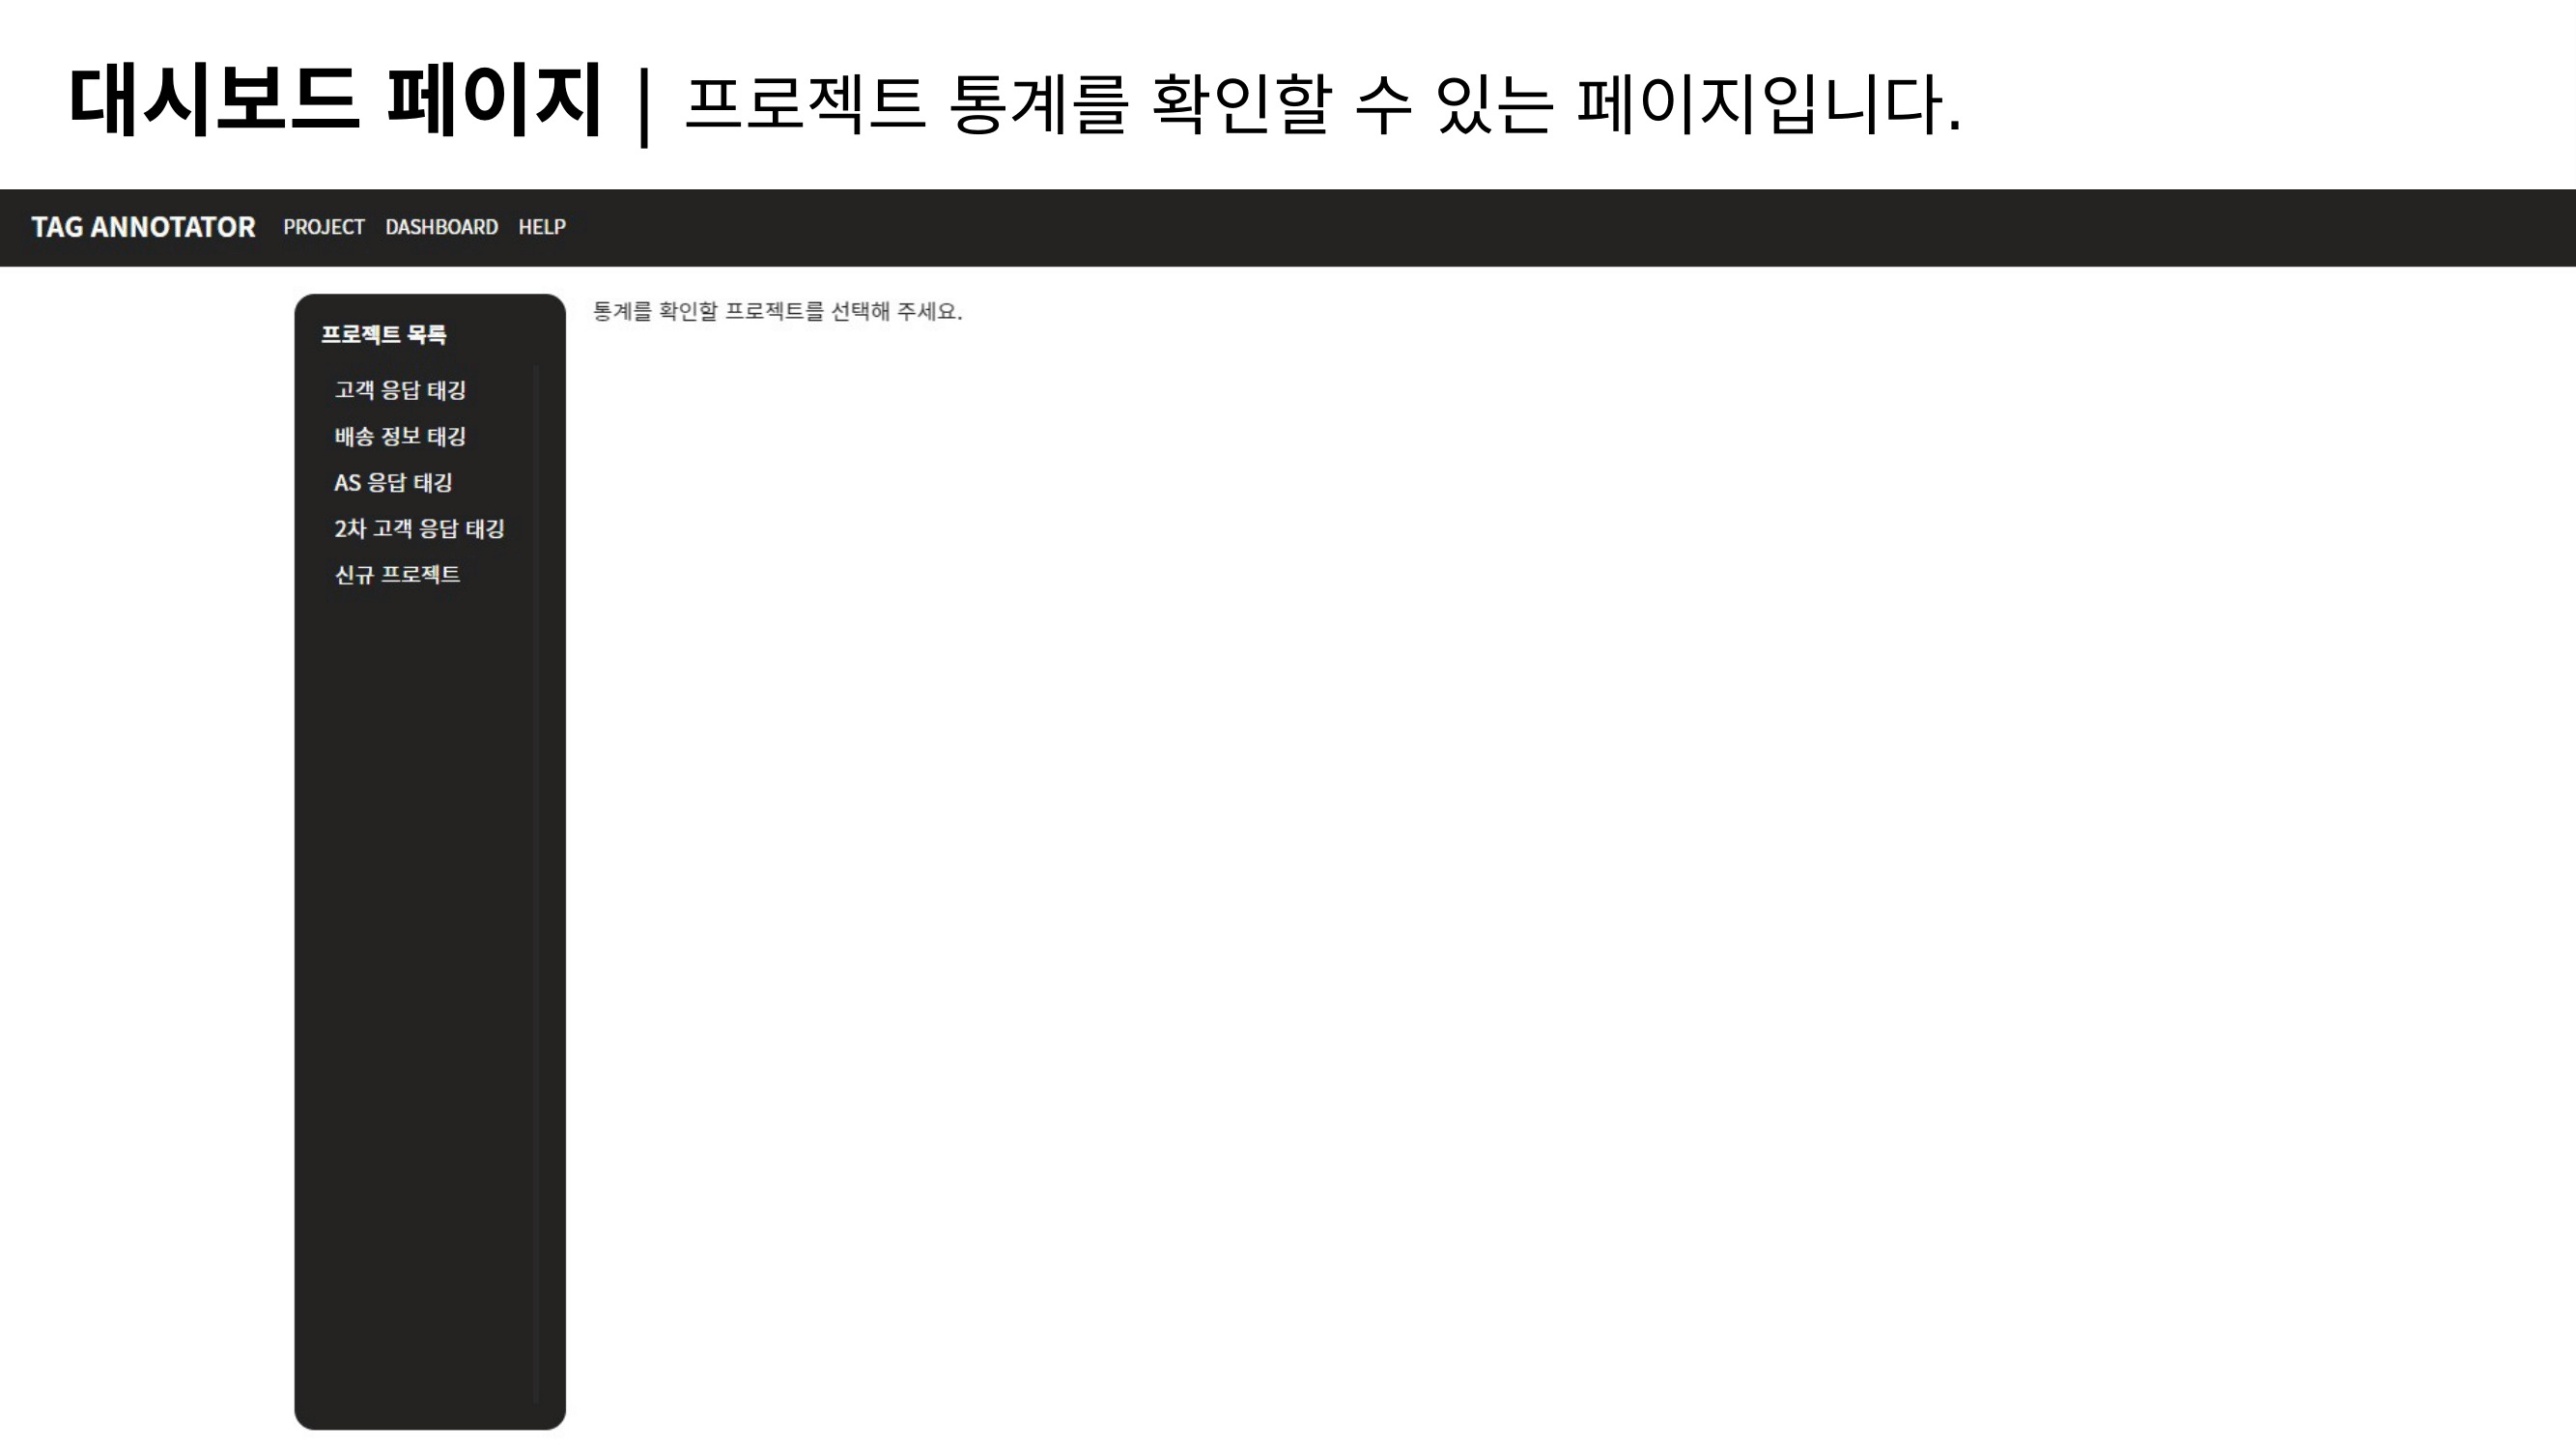 대시보드 페이지 | 프로젝트 통계를 확인할 수 있는 페이지입니다.
TAG ANNOTATOR PROJECT DASHBOARD HELP
프로젝트 목록
통계를 확인할 프로젝트를 선택해 주세요.
고객 응답 태깅
배송 정보 태깅
AS 응답 태깅
2차 고객 응답 태깅
신규 프로젝트